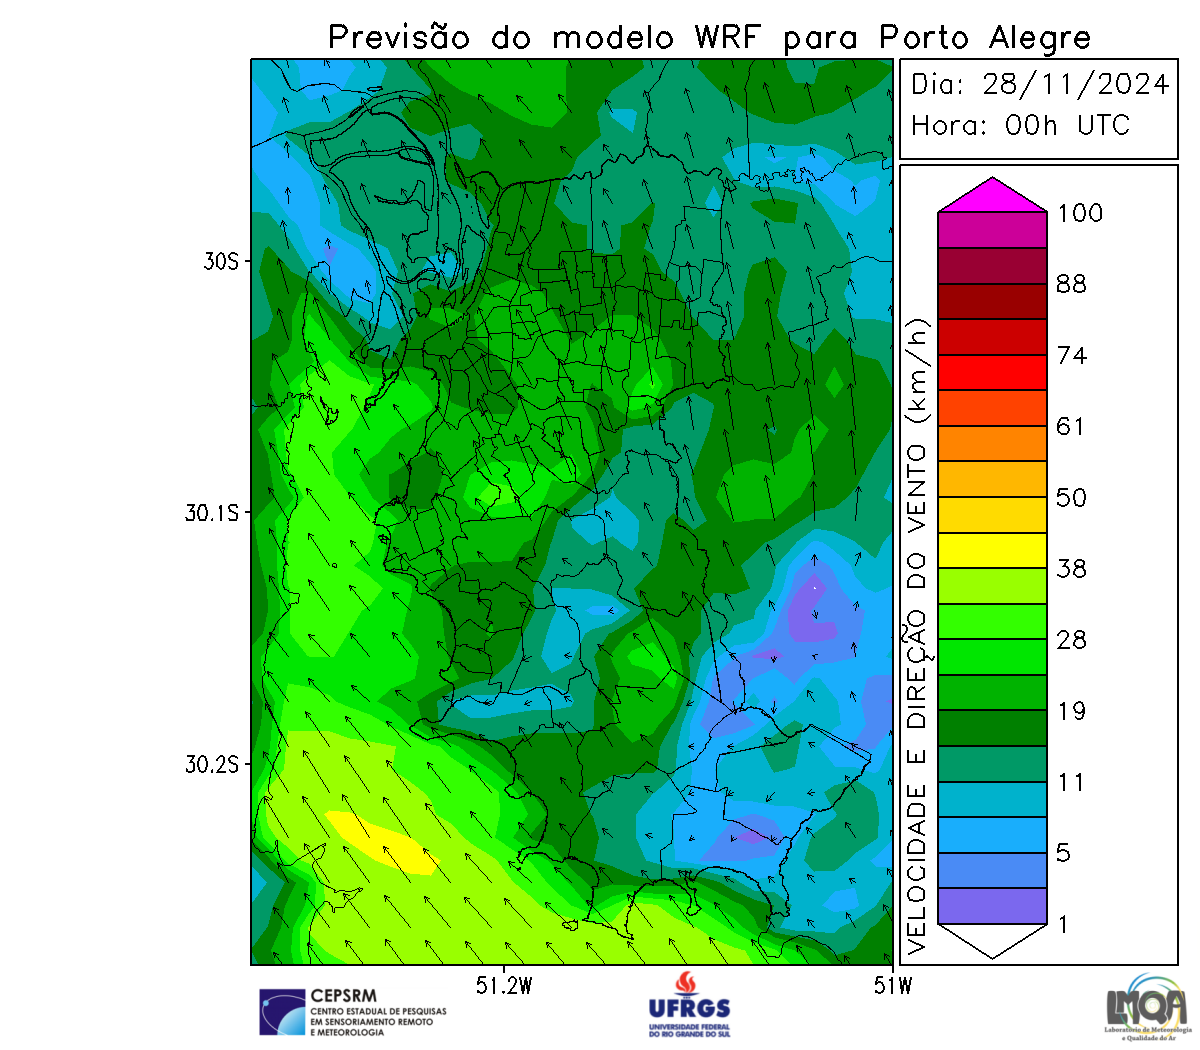 Previsão do modelo WRF para Porto Alegre
Dia: 28/11/2024
Hora: 00h UTC
30S
30.1S
30.2S
51.2W
51W
VELOCIDADE E DIREÇÃO DO VENTO (km/h)
100
88
74
61
50
38
28
19
11
5
1
CEPSRM
CENTRO ESTADUAL DE PESQUISAS
EM SENSORIAMENTO REMOTO
E METEOROLOGIA
UFRGS
UNIVERSIDADE FEDERAL
DO RIO GRANDE DO SUL
LMQA
Laboratório de Meteorologia
e Qualidade do Ar